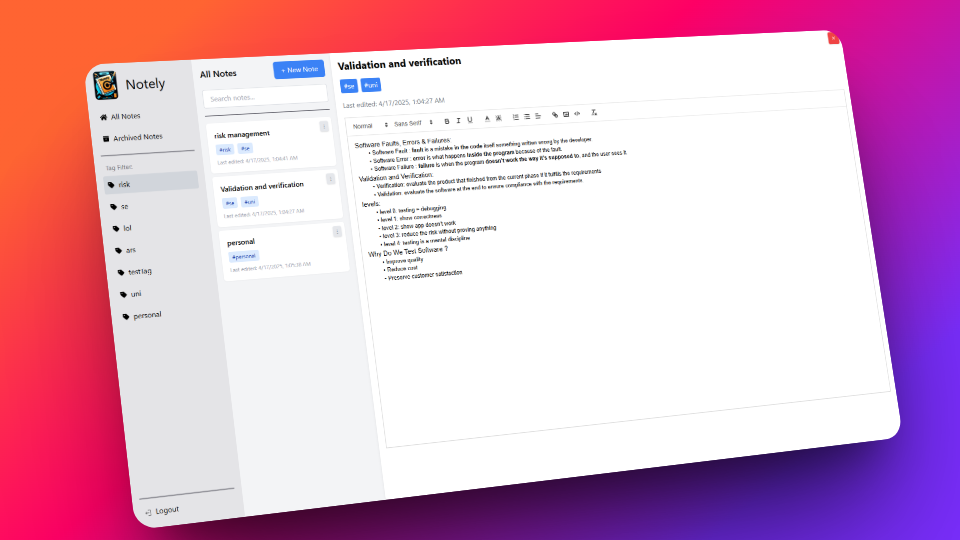 Notely
All Notes
Archived Notes
Tag Filter
risk
se
lol
ars
test tag
uni
personal
Logout
All Notes
+ New Note
Search notes...
risk management
#risk #se
Last edited: 4/17/2025, 1:04:41 AM
Validation and verification
#se #uni
Last edited: 4/17/2025, 1:04:27 AM
personal
#personal
Last edited: 4/17/2025,
Validation and verification
#se #uni
Last edited: 4/17/2025, 1:04:27 AM
Normal Sans Serif B I U
Software Faults, Errors & Failures:
• Software Fault : fault is a mistake in the code itself something written wrong by the developer
• Software Error : error is what happens inside the program because of the fault.
• Software Failure : failure is when the program doesn't work the way it's supposed to, and the user sees it.
Validation and Verification:
• Verification: evaluate the product that finished from the current phase if it fulfills the requirements
• Validation: evaluate the software at the end to ensure compliance with the requirements
levels:
• level 0: testing = debugging
• level 1: show correctness
• level 2: show app doesn't work
• level 3: reduce the risk without proving anything
• level 4: testing is a mental discipline
Why Do We Test Software ?
• Improve quality
• Reduce cost
• Preserve customer satisfaction